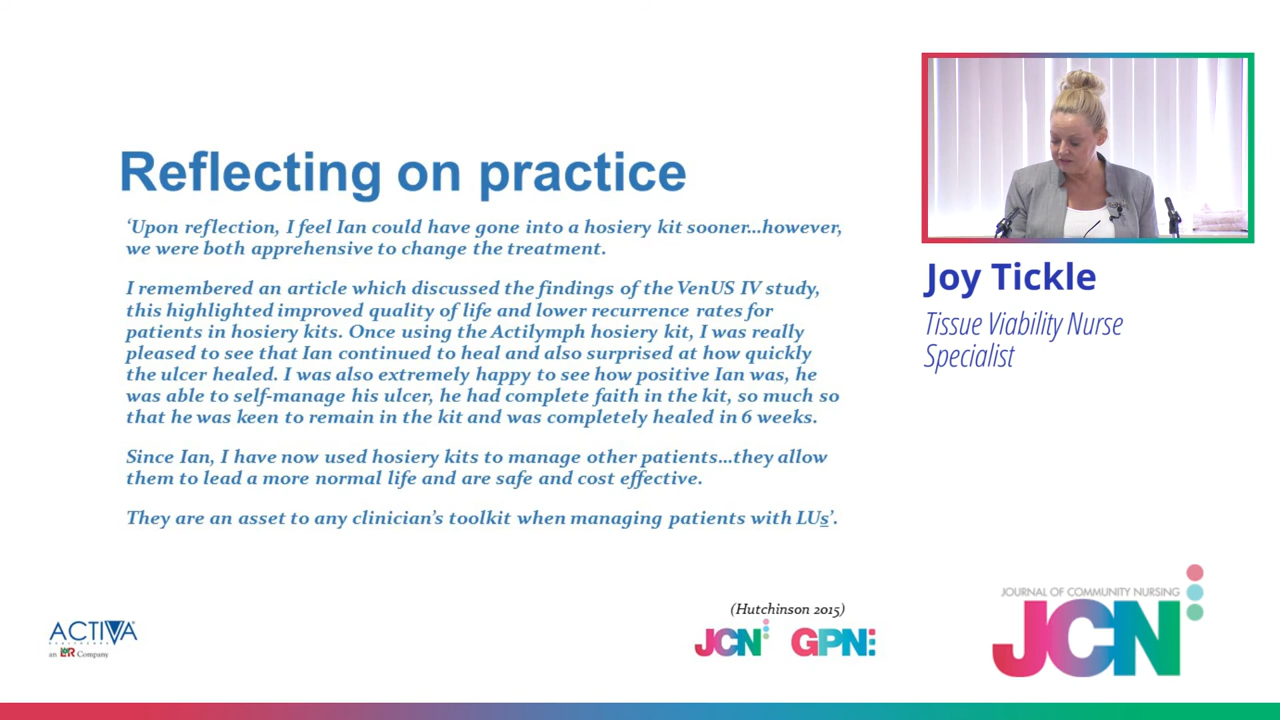 Reflecting on practice
‘Upon reflection, I feel Ian could have gone into a hosiery kit sooner...however,
we were both apprehensive to change the treatment.
I remembered an article which discussed the findings of the VenUS IV study,
this highlighted improved quality of life and lower recurrence rates for
patients in hosiery kits. Once using the Actilymph hosiery kit, I was really
pleased to see that Ian continued to heal and also surprised at how quickly
the ulcer healed. I was also extremely happy to see how positive Ian was, he
was able to self-manage his ulcer, he had complete faith in the kit, so much so
that he was keen to remain in the kit and was completely healed in 6 weeks.
Since Ian, I have now used hosiery kits to manage other patients...they allow
them to lead a more normal life and are safe and cost effective.
They are an asset to any clinician’s toolkit when managing patients with LUs’.
(Hutchinson 2015)
ACTIVA
HEALTHCARE
an L&R Company
JCN
GPN
Joy Tickle
Tissue Viability Nurse
Specialist
JOURNAL OF COMMUNITY NURSING
JCN